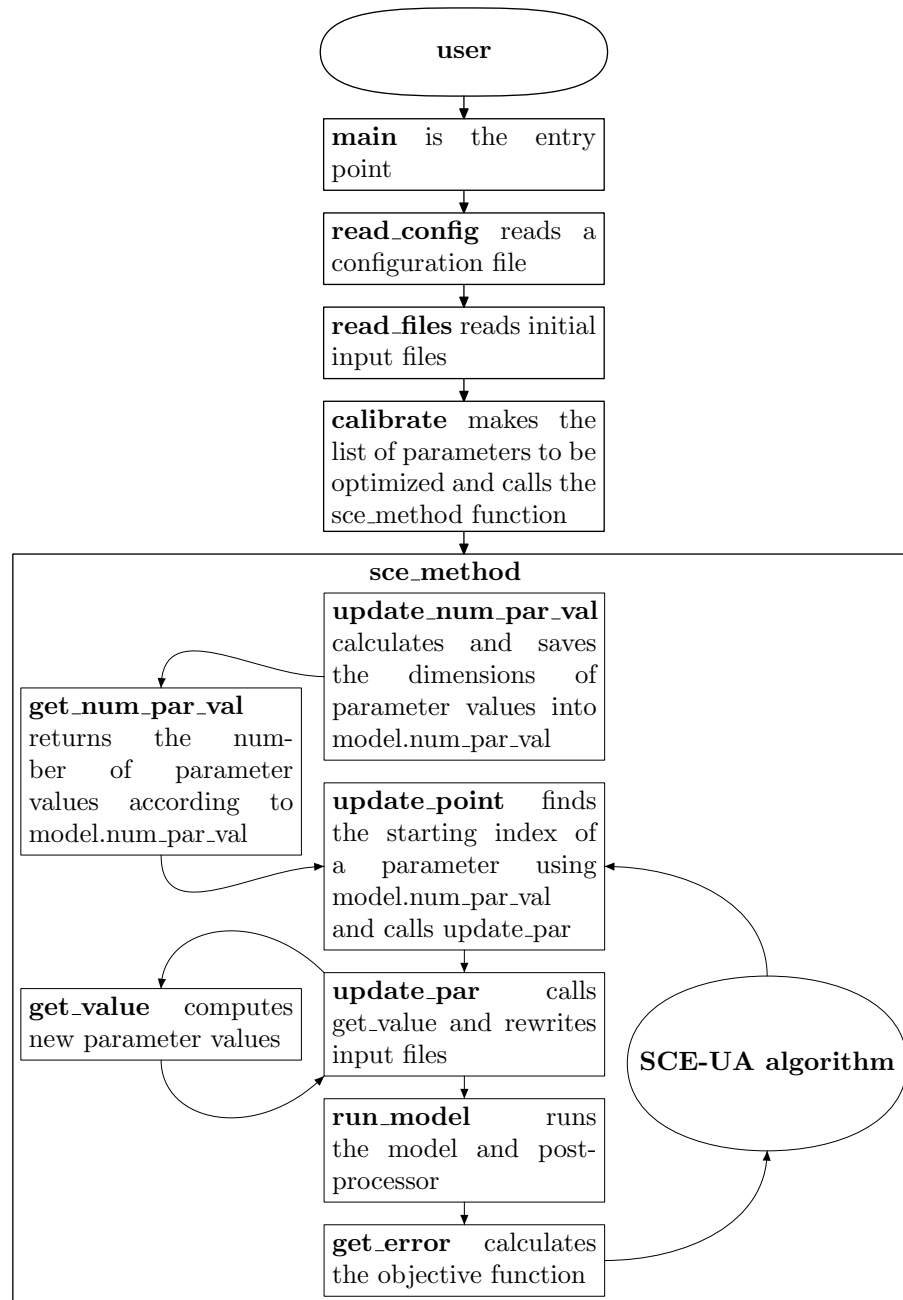 user
main is the entry
point
read_config reads a
configuration file
read_files reads initial
input files
calibrate makes the
list of parameters to be
optimized and calls the
sce_method function
sce_method
update_num_par_val
calculates and saves
the dimensions of
parameter values into
model.num_par_val
get_num_par_val
returns the num-
ber of parameter
values according to
model.num_par_val
update_point finds
the starting index of
a parameter using
model.num_par_val
and calls update_par
update_par calls
get_value and rewrites
input files
get_value computes
new parameter values
SCE-UA algorithm
run_model runs
the model and post-
processor
get_error calculates
the objective function